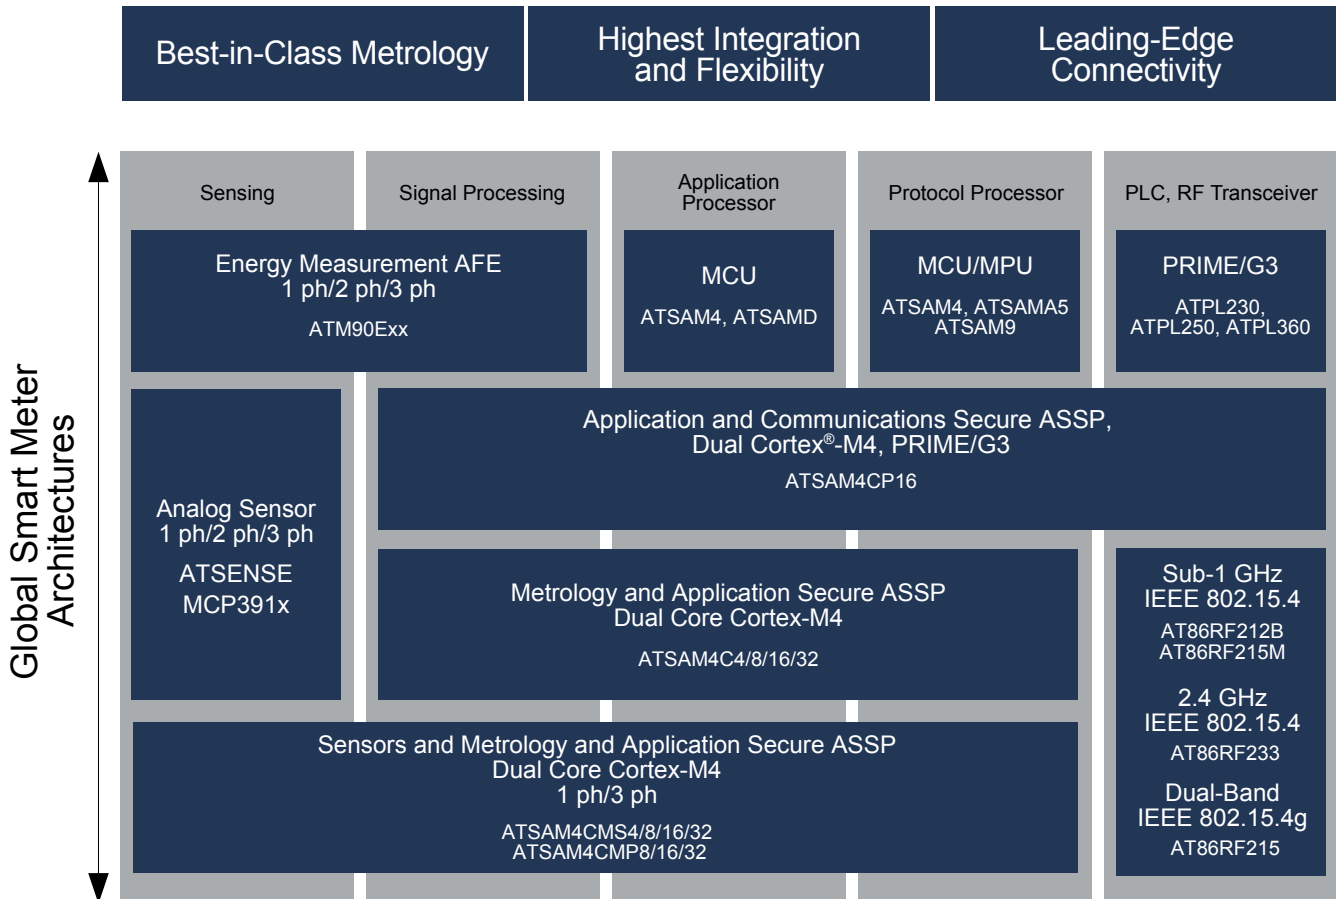 Best-in-Class Metrology
Highest Integration
and Flexibility
Leading-Edge
Connectivity
Global Smart Meter
Architectures
Sensing
Signal Processing
Application
Processor
Protocol Processor
PLC, RF Transceiver
Energy Measurement AFE
1 ph/2 ph/3 ph
ATM90Exx
MCU
ATSAM4, ATSAMD
MCU/MPU
ATSAM4, ATSAMA5
ATSAM9
PRIME/G3
ATPL230,
ATPL250, ATPL360
Analog Sensor
1 ph/2 ph/3 ph
ATSENSE
MCP391x
Application and Communications Secure ASSP,
Dual Cortex®-M4, PRIME/G3
ATSAM4CP16
Metrology and Application Secure ASSP
Dual Core Cortex-M4
ATSAM4C4/8/16/32
Sub-1 GHz
IEEE 802.15.4
AT86RF212B
AT86RF215M
2.4 GHz
IEEE 802.15.4
AT86RF233
Dual-Band
IEEE 802.15.4g
AT86RF215
Sensors and Metrology and Application Secure ASSP
Dual Core Cortex-M4
1 ph/3 ph
ATSAM4CMS4/8/16/32
ATSAM4CMP8/16/32